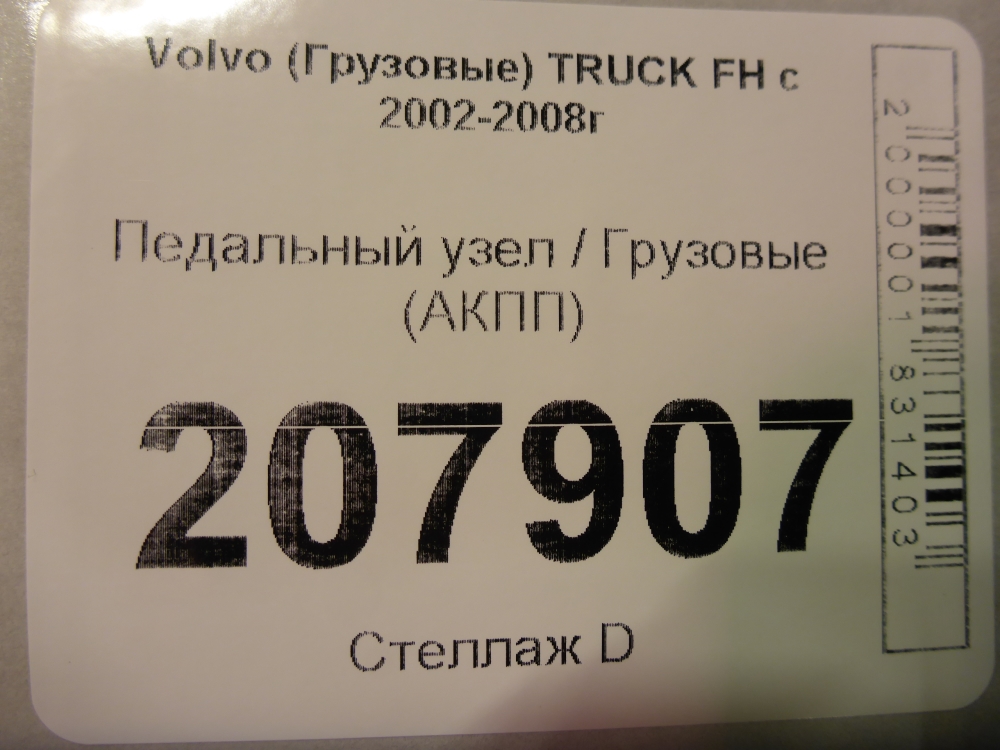 Volvo (Грузовые) TRUCK FH с
2002-2008г
Педальный узел / Грузовые
(АКПП)
207907
Стеллаж D
2000001831403